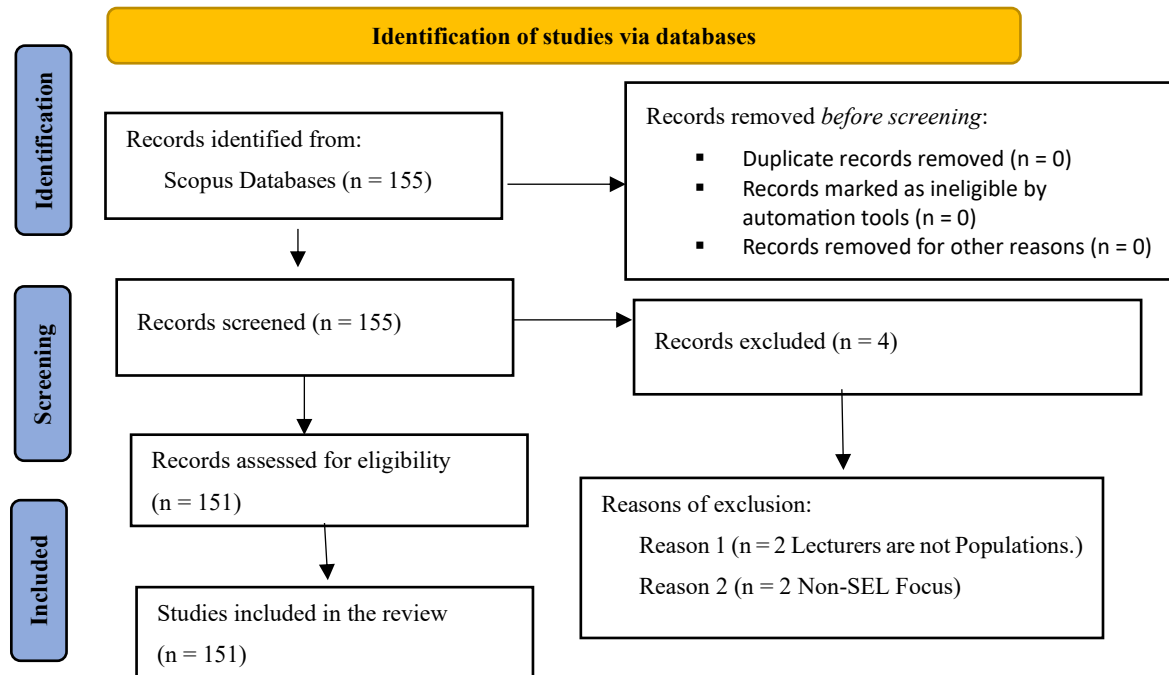 Identification of studies via databases
Identification
Records identified from:
Scopus Databases (n = 155)
Records removed before screening:
▪ Duplicate records removed (n = 0)
▪ Records marked as ineligible by
automation tools (n = 0)
▪ Records removed for other reasons (n = 0)
Screening
Records screened (n = 155)
Records excluded (n = 4)
Records assessed for eligibility
(n = 151)
Reasons of exclusion:
Reason 1 (n = 2 Lecturers are not Populations.)
Reason 2 (n = 2 Non-SEL Focus)
Included
Studies included in the review
(n = 151)